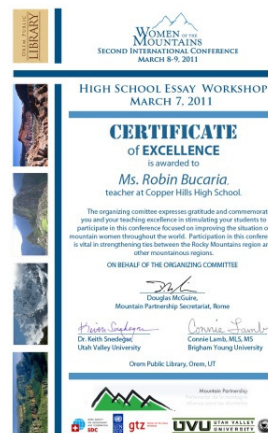 OREM PUBLIC
LIBRARY
WOMEN OF THE
MOUNTAINS
SECOND INTERNATIONAL CONFERENCE
MARCH 8-9, 2011
HIGH SCHOOL ESSAY WORKSHOP
MARCH 7, 2011
CERTIFICATE
of EXCELLENCE
is awarded to
Ms. Robin Bucaria,
teacher at Copper Hills High School.
The organizing comittee expresses gratitude and commemorat
you and your teaching excellence in stimulating your students to
participate in this conference focused on improving the situation o
mountain women throughout the world. Participation in this conferen
is vital in strengthening ties between the Rocky Mountains region an
other mountainous regions.
ON BEHALF OF THE ORGANIZING COMMITTEE
Douglas McGuire,
Mountain Partnership Secretariat, Rome
Connie Lamb
Dr. Keith Snedegar,
Utah Valley University
Connie Lamb, MLS, MS
Brigham Young University
Orem Public Library, Orem, UT
Mountain Partnership
SDC
gtz
UVU UTAH VALLEY
UNIVERSITY